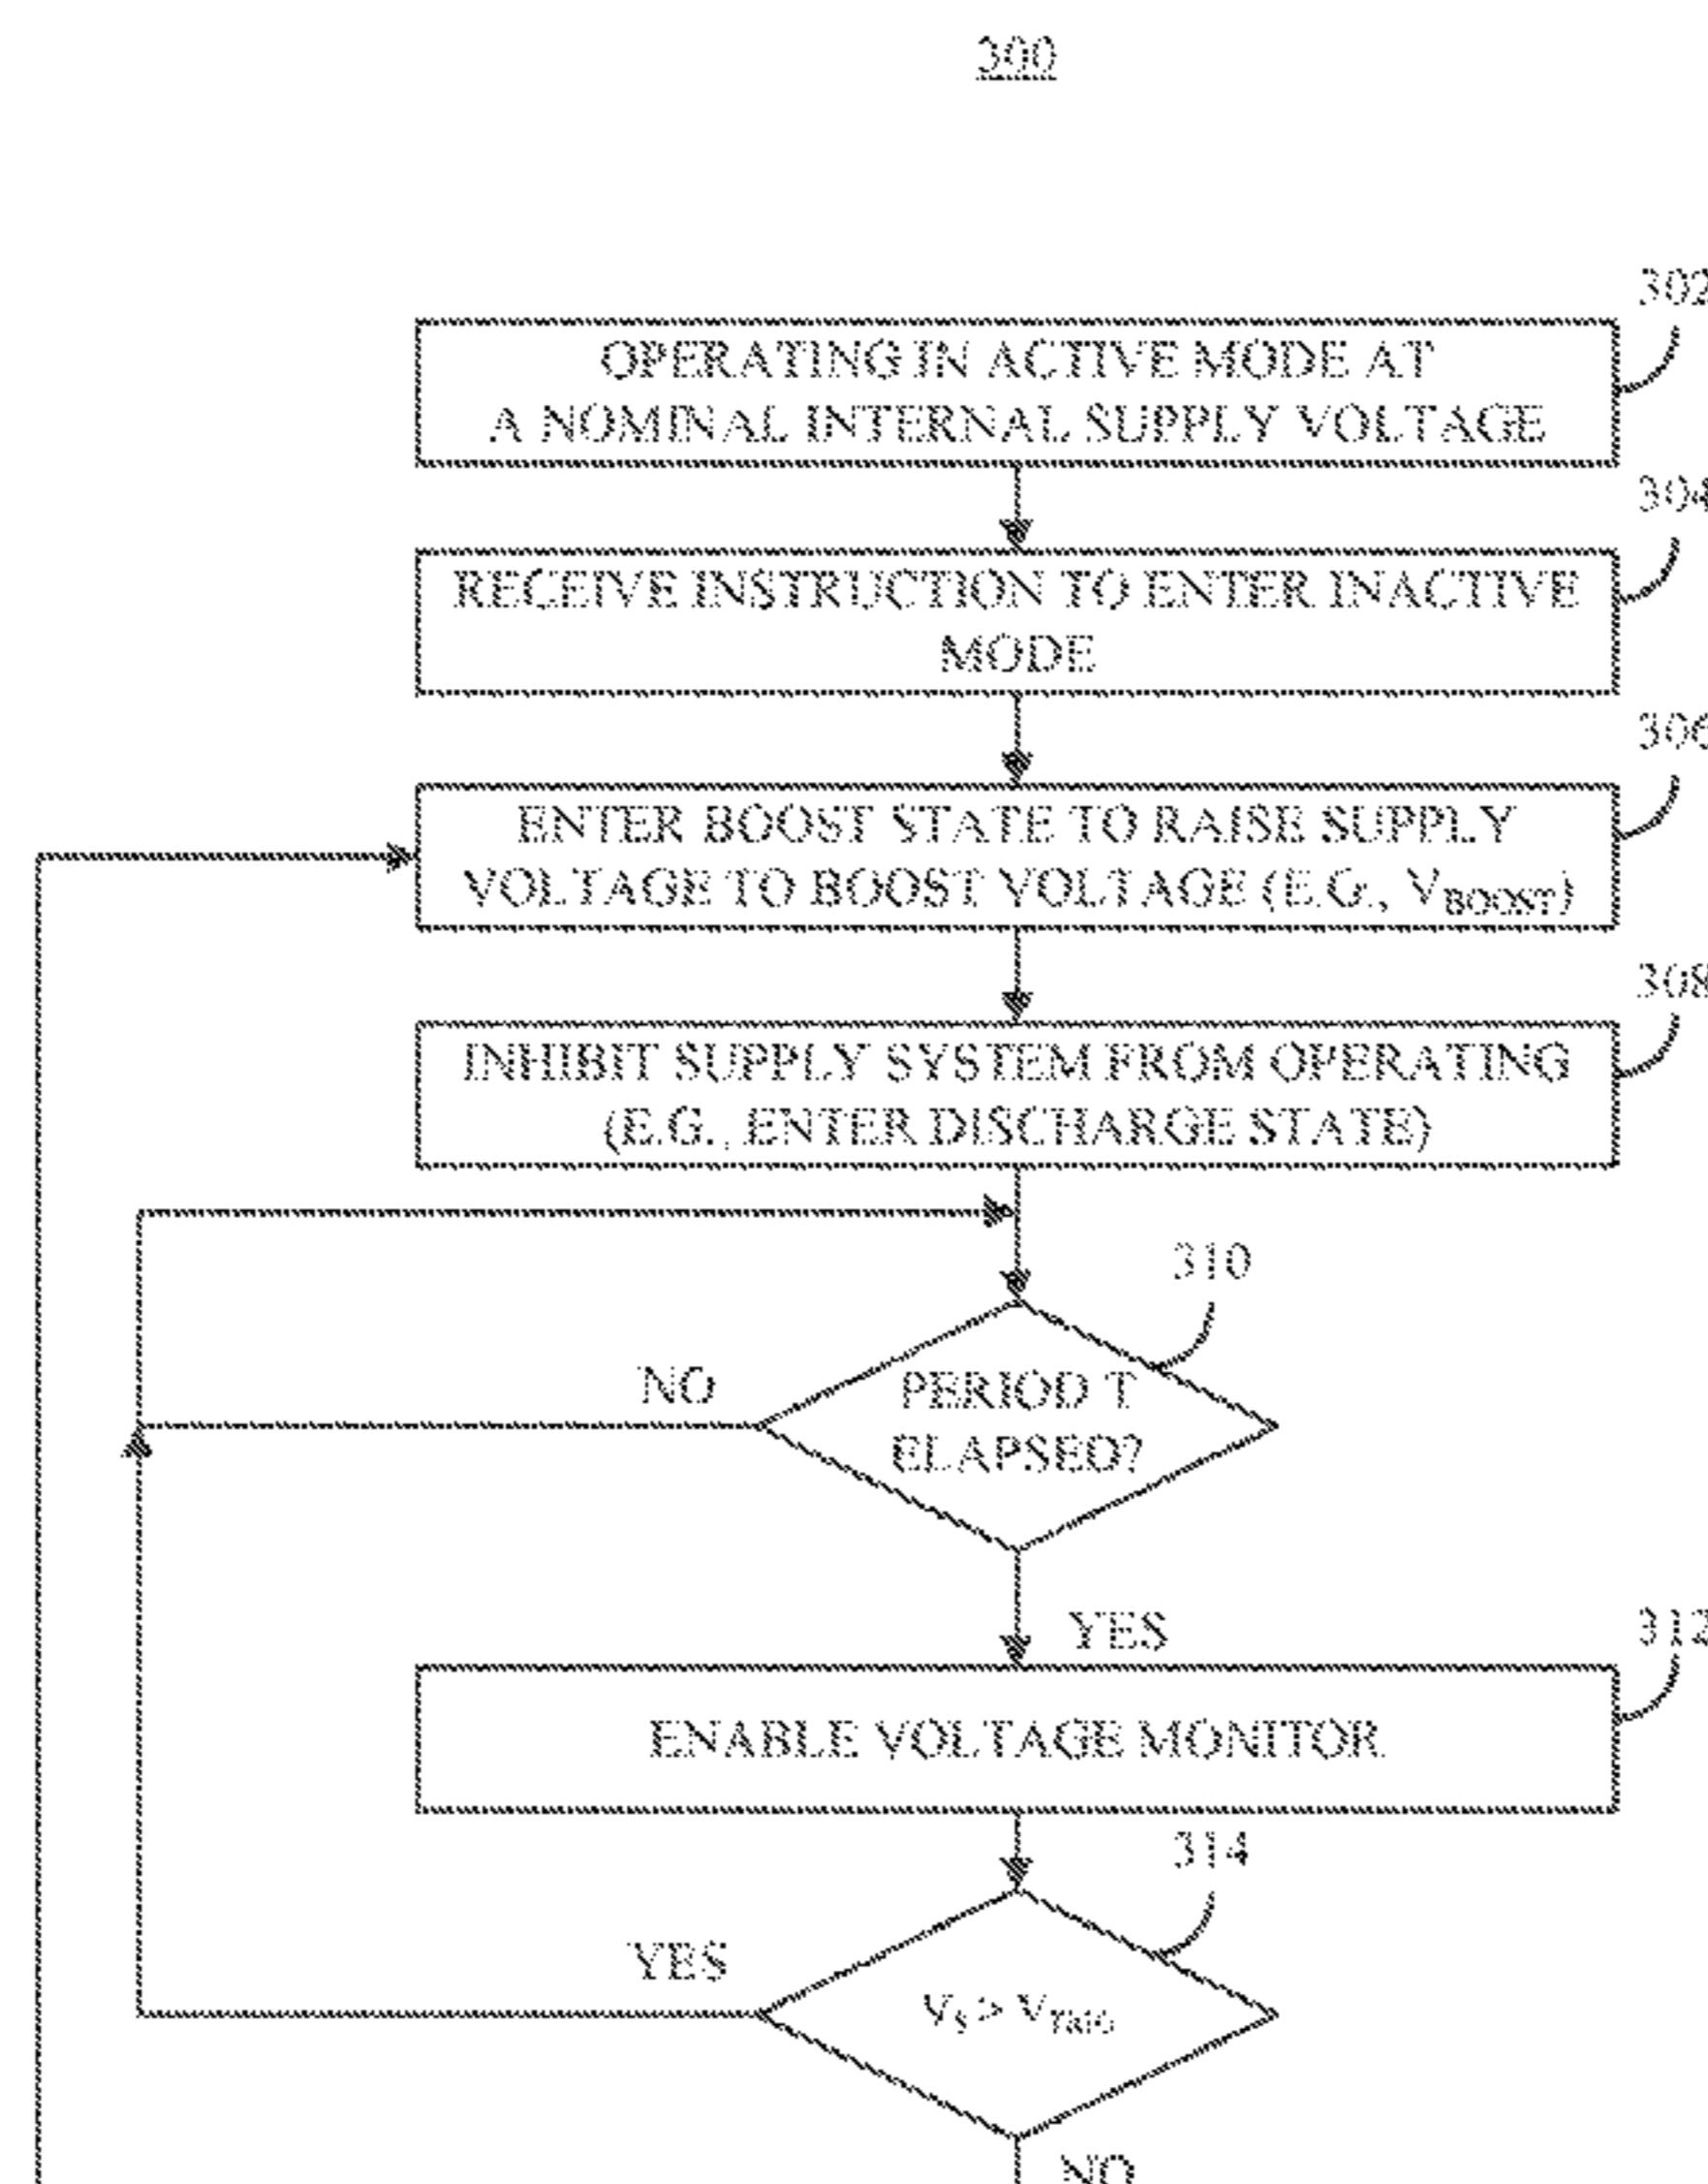 300
302
OPERATING IN ACTIVE MODE AT
A NOMINAL INTERNAL SUPPLY VOLTAGE
304
RECEIVE INSTRUCTION TO ENTER INACTIVE
MODE
306
ENTER BOOST STATE TO RAISE SUPPLY
VOLTAGE TO BOOST VOLTAGE (E.G., VBOOST)
308
INHIBIT SUPPLY SYSTEM FROM OPERATING
(E.G., ENTER DISCHARGE STATE)
310
NO
PERIOD T
ELAPSED?
YES
312
ENABLE VOLTAGE MONITOR
314
YES
VS > VTRIG
NO